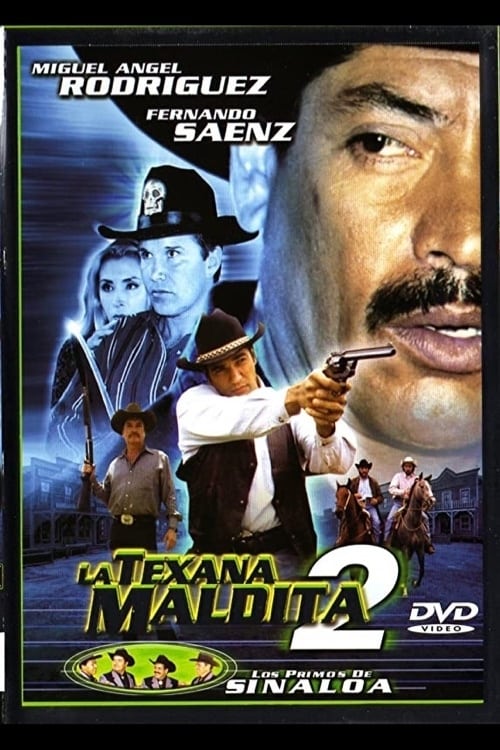 MIGUEL ANGEL
RODRIGUEZ
FERNANDO
SAENZ
LA TEXANA
MALDITA 2
DVD
VIDEO
LOS PRIMOS DE
SINALOA